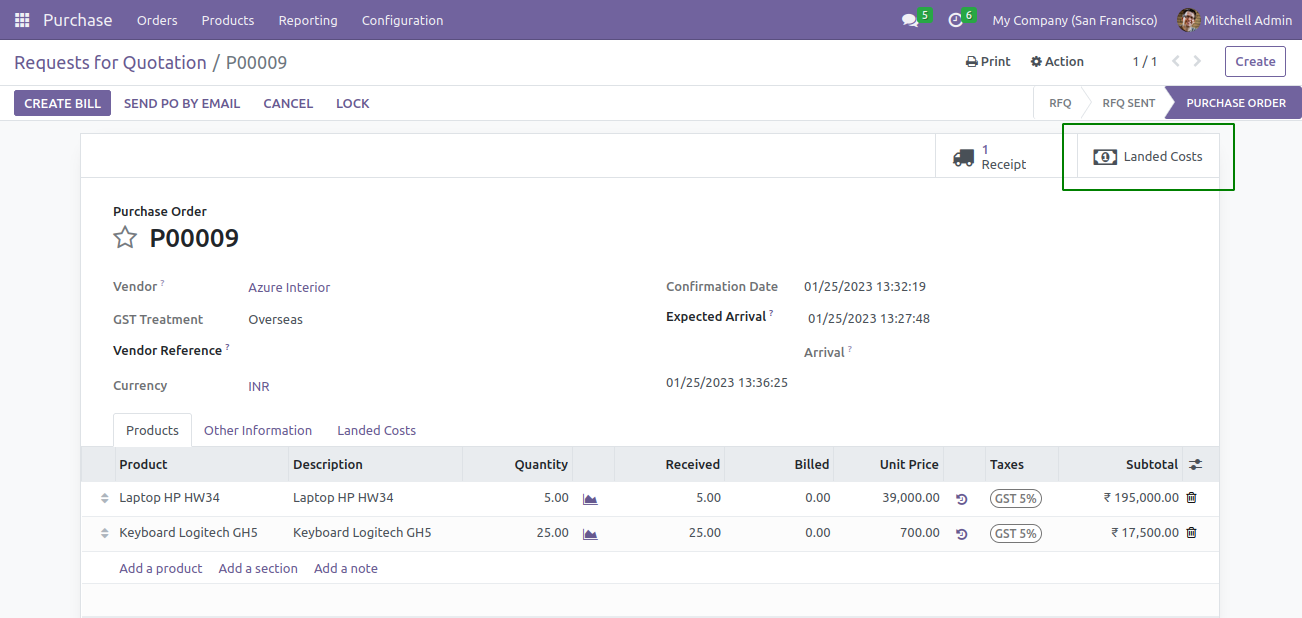 Purchase Orders Products Reporting Configuration 5 6 My Company (San Francisco) Mitchell Admin
Requests for Quotation / P00009 Print Action 1 / 1 Create
CREATE BILL SEND PO BY EMAIL CANCEL LOCK RFQ RFQ SENT PURCHASE ORDER
1
Receipt
Landed Costs
Purchase Order
P00009
Vendor ? Azure Interior
GST Treatment Overseas
Vendor Reference ?
Currency INR
Confirmation Date 01/25/2023 13:32:19
Expected Arrival ? 01/25/2023 13:27:48
Arrival ?
01/25/2023 13:36:25
Products Other Information Landed Costs
Product Description Quantity Received Billed Unit Price Taxes Subtotal
Laptop HP HW34 Laptop HP HW34 5.00 5.00 0.00 39,000.00 GST 5% ₹ 195,000.00
Keyboard Logitech GH5 Keyboard Logitech GH5 25.00 25.00 0.00 700.00 GST 5% ₹ 17,500.00
Add a product Add a section Add a note